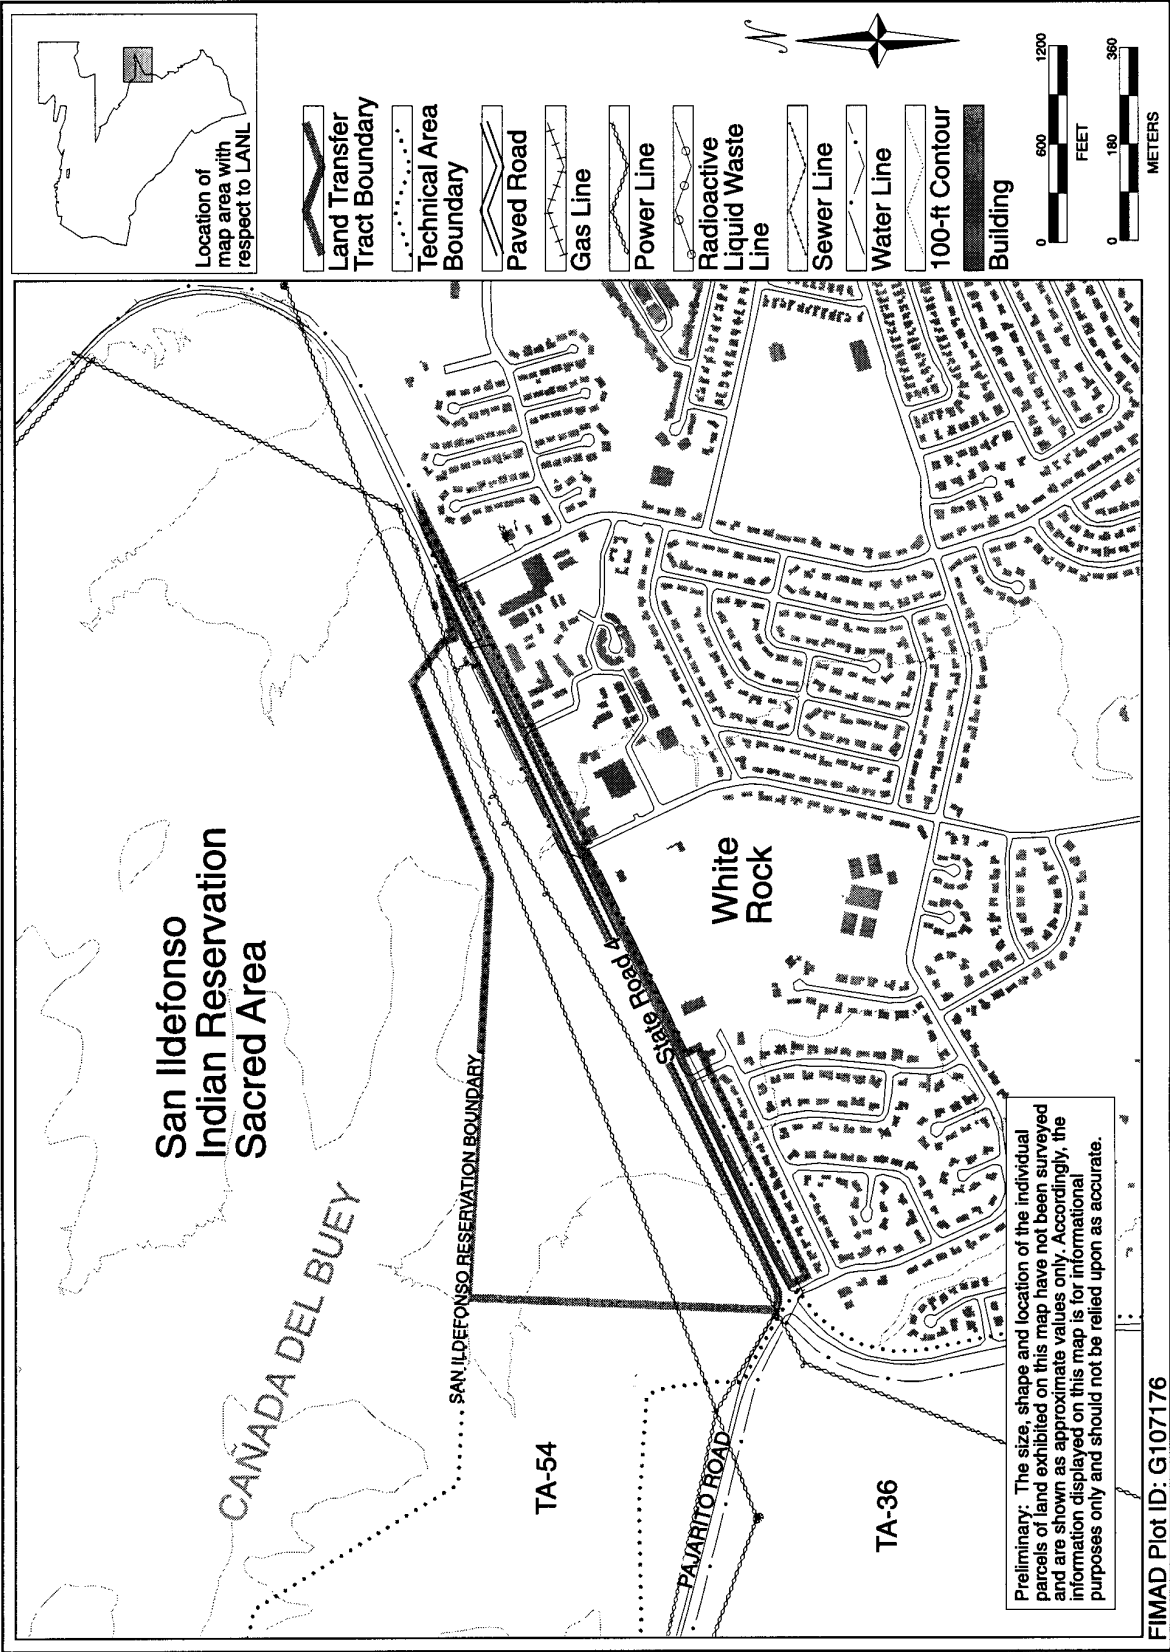 San Ildefonso
Indian Reservation
Sacred Area
CAÑADA DEL BUEY
SAN ILDEFONSO RESERVATION BOUNDARY
TA-54
PAJARITO ROAD
TA-36
State Road 4
White
Rock
Preliminary: The size, shape and location of the individual
parcels of land exhibited on this map have not been surveyed
and are shown as approximate values only. Accordingly, the
information displayed on this map is for informational
purposes only and should not be relied upon as accurate.
FIMAD Plot ID: G107176
Location of
map area with
respect to LANL
Land Transfer
Tract Boundary
Technical Area
Boundary
Paved Road
Gas Line
Power Line
Radioactive
Liquid Waste
Line
Sewer Line
Water Line
100-ft Contour
Building
N
0 600 1200
FEET
0 180 360
METERS